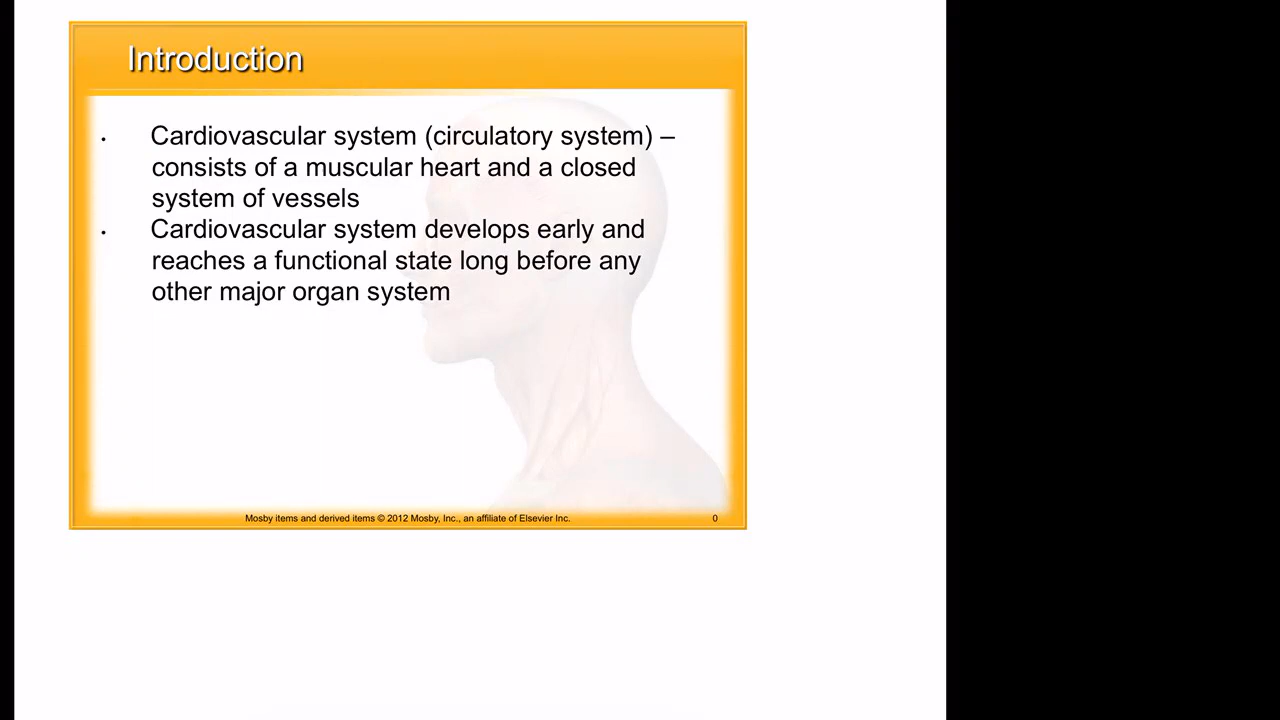 Introduction
• Cardiovascular system (circulatory system) –
consists of a muscular heart and a closed
system of vessels
• Cardiovascular system develops early and
reaches a functional state long before any
other major organ system
Mosby items and derived items © 2012 Mosby, Inc., an affiliate of Elsevier Inc. 0